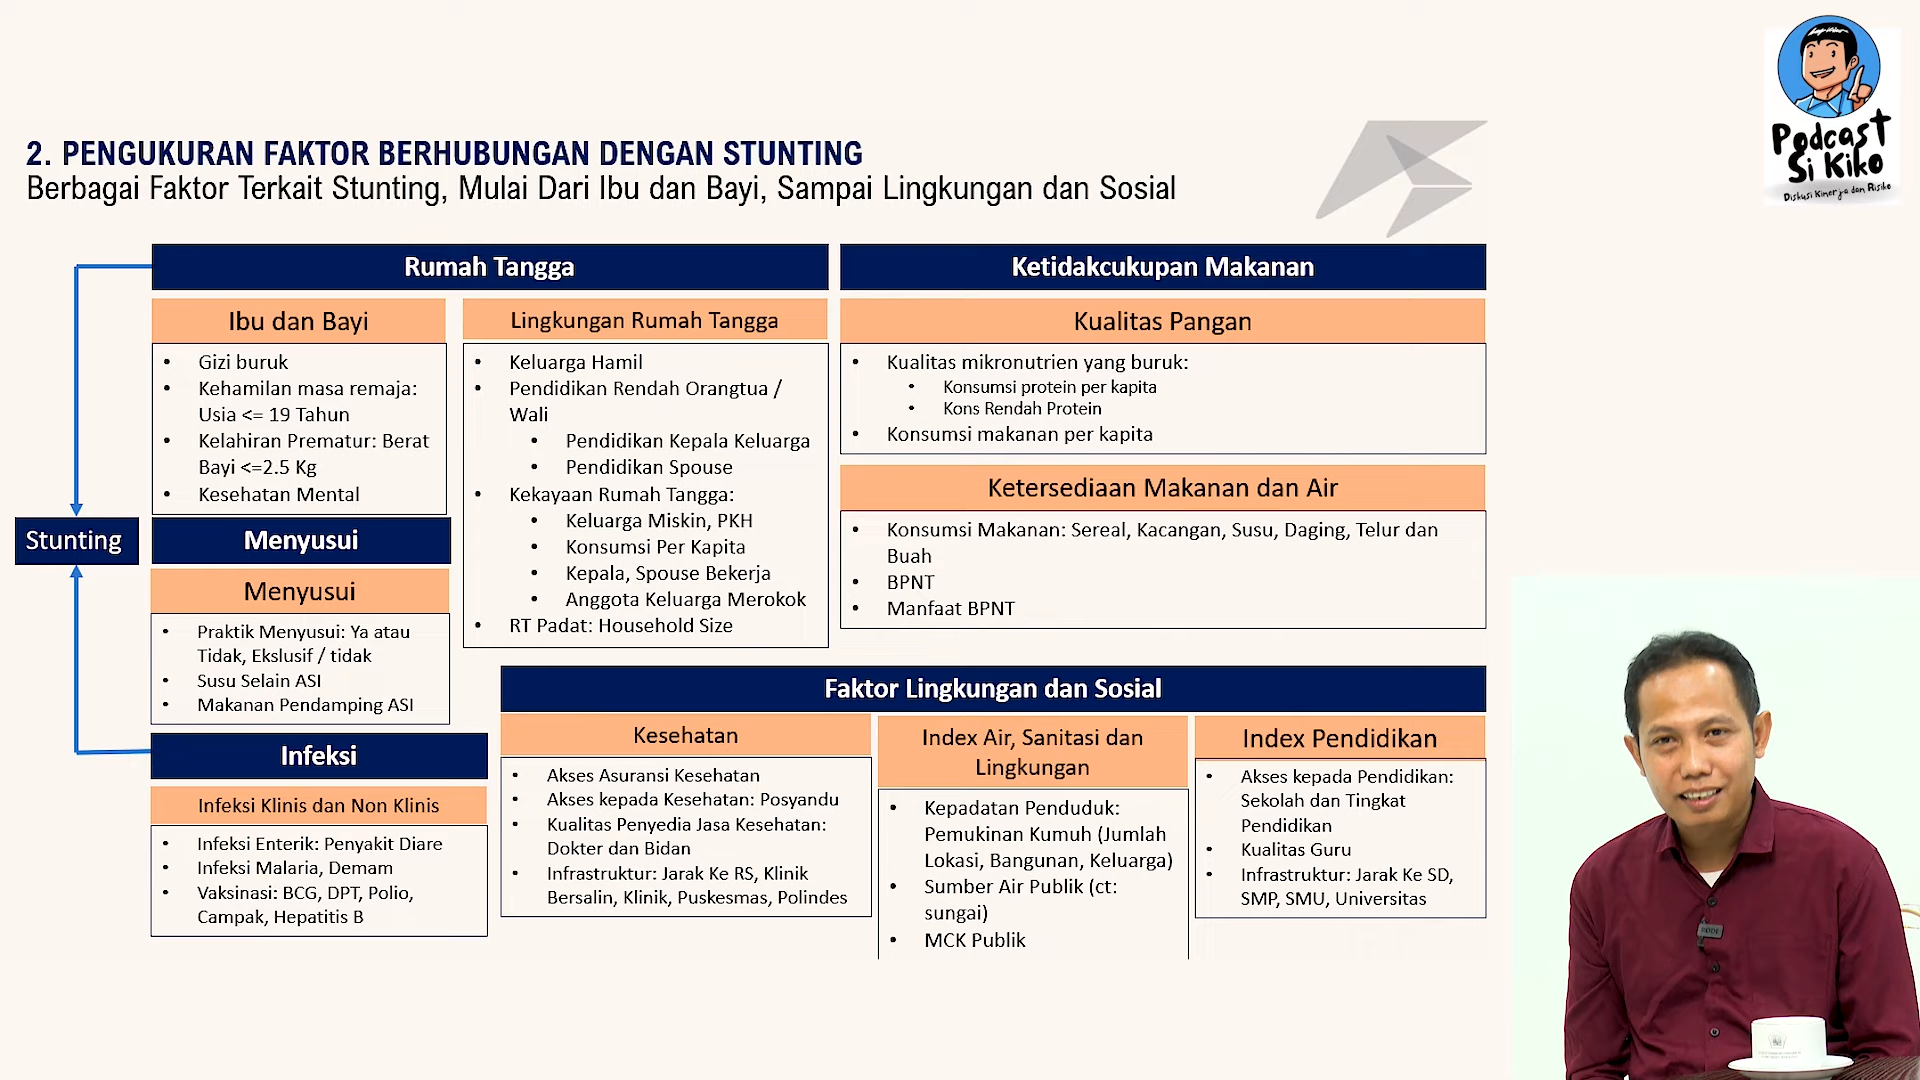 2. PENGUKURAN FAKTOR BERHUBUNGAN DENGAN STUNTING
Berbagai Faktor Terkait Stunting, Mulai Dari Ibu dan Bayi, Sampai Lingkungan dan Sosial
Podcast
Si Kiko
Diskusi Kinerja dan Risiko
Stunting
Rumah Tangga
Ibu dan Bayi
• Gizi buruk
• Kehamilan masa remaja:
Usia <= 19 Tahun
• Kelahiran Prematur: Berat
Bayi <=2.5 Kg
• Kesehatan Mental
Lingkungan Rumah Tangga
• Keluarga Hamil
• Pendidikan Rendah Orangtua /
Wali
• Pendidikan Kepala Keluarga
• Pendidikan Spouse
• Kekayaan Rumah Tangga:
• Keluarga Miskin, PKH
• Konsumsi Per Kapita
• Kepala, Spouse Bekerja
• Anggota Keluarga Merokok
• RT Padat: Household Size
Ketidakcukupan Makanan
Kualitas Pangan
• Kualitas mikronutrien yang buruk:
• Konsumsi protein per kapita
• Kons Rendah Protein
• Konsumsi makanan per kapita
Ketersediaan Makanan dan Air
• Konsumsi Makanan: Sereal, Kacangan, Susu, Daging, Telur dan
Buah
• BPNT
• Manfaat BPNT
Menyusui
Menyusui
• Praktik Menyusui: Ya atau
Tidak, Ekslusif / tidak
• Susu Selain ASI
• Makanan Pendamping ASI
Infeksi
Infeksi Klinis dan Non Klinis
• Infeksi Enterik: Penyakit Diare
• Infeksi Malaria, Demam
• Vaksinasi: BCG, DPT, Polio,
Campak, Hepatitis B
Faktor Lingkungan dan Sosial
Kesehatan
• Akses Asuransi Kesehatan
• Akses kepada Kesehatan: Posyandu
• Kualitas Penyedia Jasa Kesehatan:
Dokter dan Bidan
• Infrastruktur: Jarak Ke RS, Klinik
Bersalin, Klinik, Puskesmas, Polindes
Index Air, Sanitasi dan
Lingkungan
• Kepadatan Penduduk:
Pemukinan Kumuh (Jumlah
Lokasi, Bangunan, Keluarga)
• Sumber Air Publik (ct:
sungai)
• MCK Publik
Index Pendidikan
• Akses kepada Pendidikan:
Sekolah dan Tingkat
Pendidikan
• Kualitas Guru
• Infrastruktur: Jarak Ke SD,
SMP, SMU, Universitas
RODE